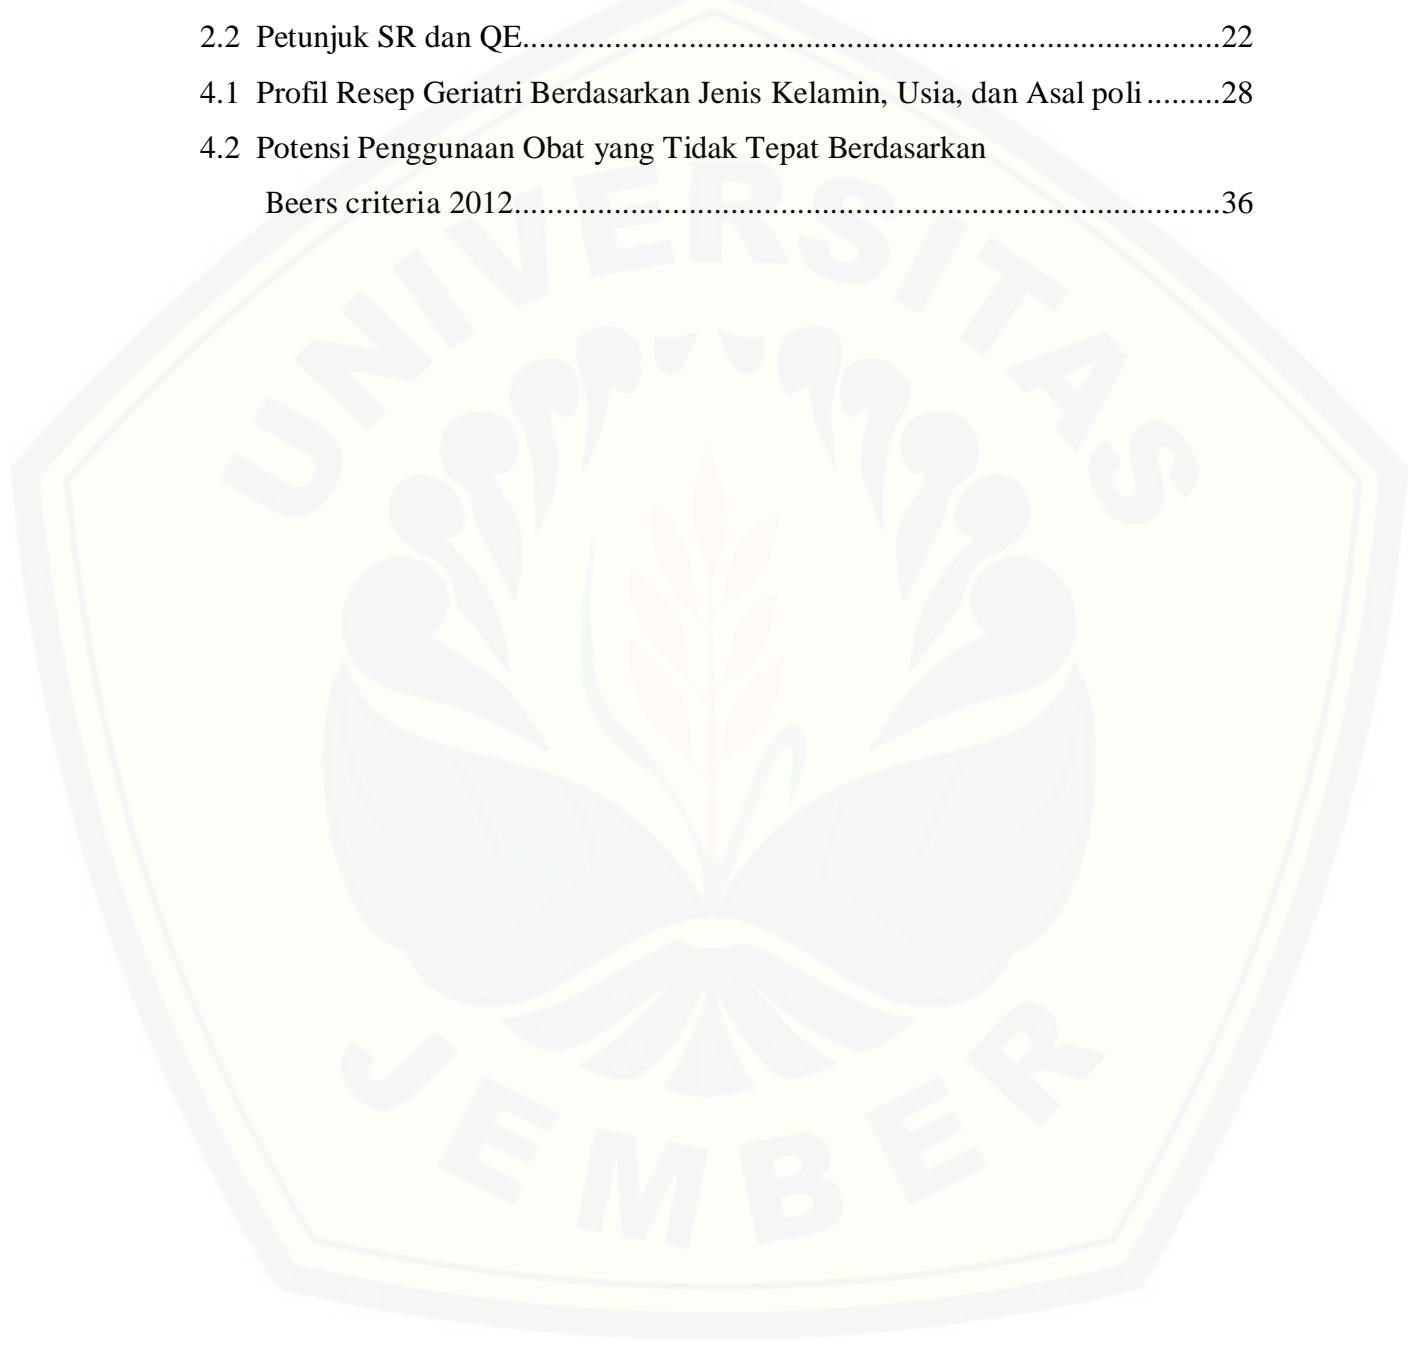 2.2 Petunjuk SR dan QE.....................................................................................22
4.1 Profil Resep Geriatri Berdasarkan Jenis Kelamin, Usia, dan Asal poli.........28
4.2 Potensi Penggunaan Obat yang Tidak Tepat Berdasarkan
Beers criteria 2012......................................................................................36
UNIVERSITAS
JEMBER